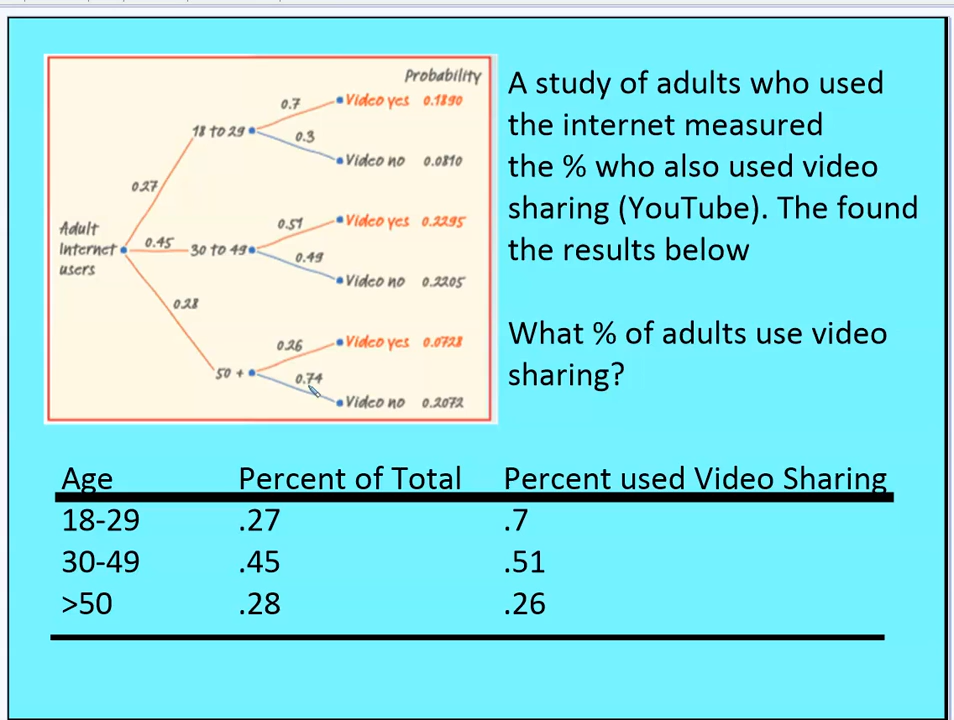 Probability
0.7
Video yes 0.1890
18 to 29
0.3
Video no 0.0810
0.27
0.51
Video yes 0.2295
Adult
Internet
users
0.45
30 to 49
0.49
Video no 0.2205
0.28
0.26
Video yes 0.0728
50 +
0.74
Video no 0.2072
A study of adults who used
the internet measured
the % who also used video
sharing (YouTube). The found
the results below
What % of adults use video
sharing?
Age Percent of Total Percent used Video Sharing
18-29 .27 .7
30-49 .45 .51
>50 .28 .26